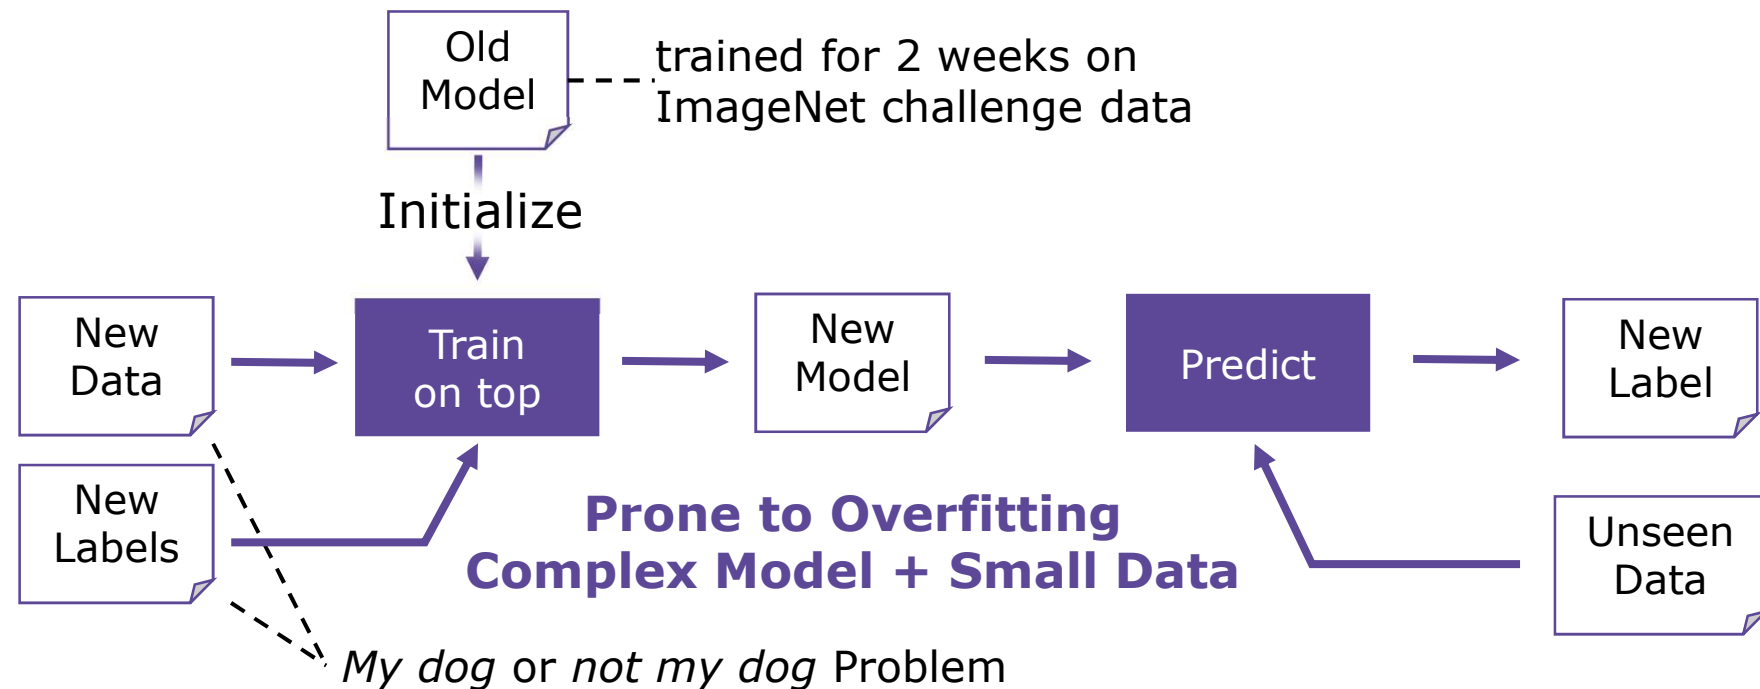 Old
Model
trained for 2 weeks on
ImageNet challenge data
Initialize
New
Data
Train
on top
New
Model
Predict
New
Label
New
Labels
Prone to Overfitting
Complex Model + Small Data
Unseen
Data
My dog or not my dog Problem